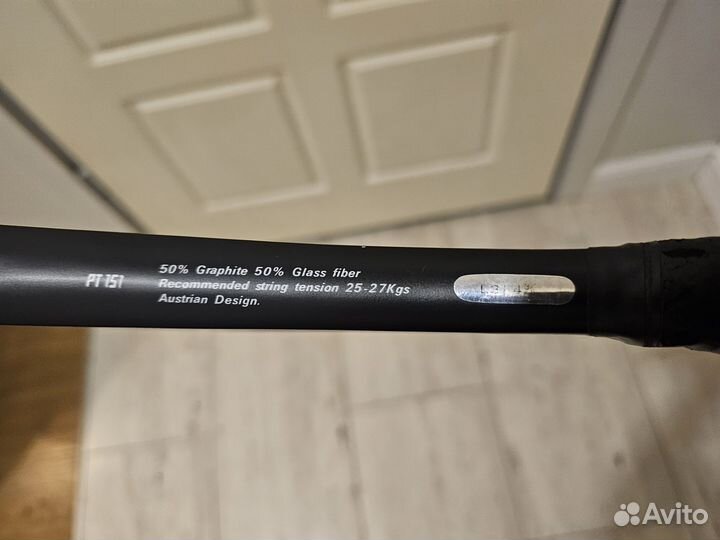 PT 151
50% Graphite 50% Glass fiber
Recommended string tension 25-27Kgs
Austrian Design.
Avito